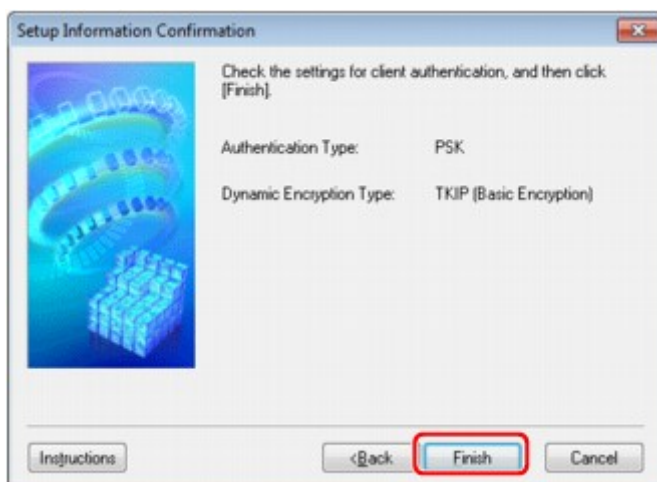 Setup Information Confirmation
Check the settings for client authentication, and then click
[Finish].
Authentication Type: PSK
Dynamic Encryption Type: TKIP (Basic Encryption)
Instructions <Back Finish Cancel